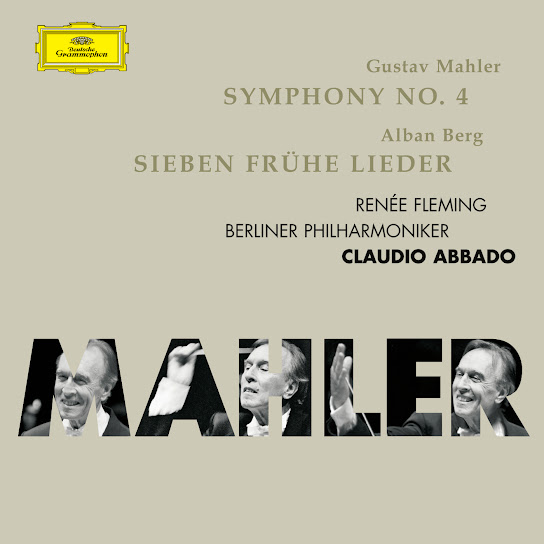 Deutsche
Grammophon
Gustav Mahler
SYMPHONY NO. 4
Alban Berg
SIEBEN FRÜHE LIEDER
RENÉE FLEMING
BERLINER PHILHARMONIKER
CLAUDIO ABBADO
MAHLER